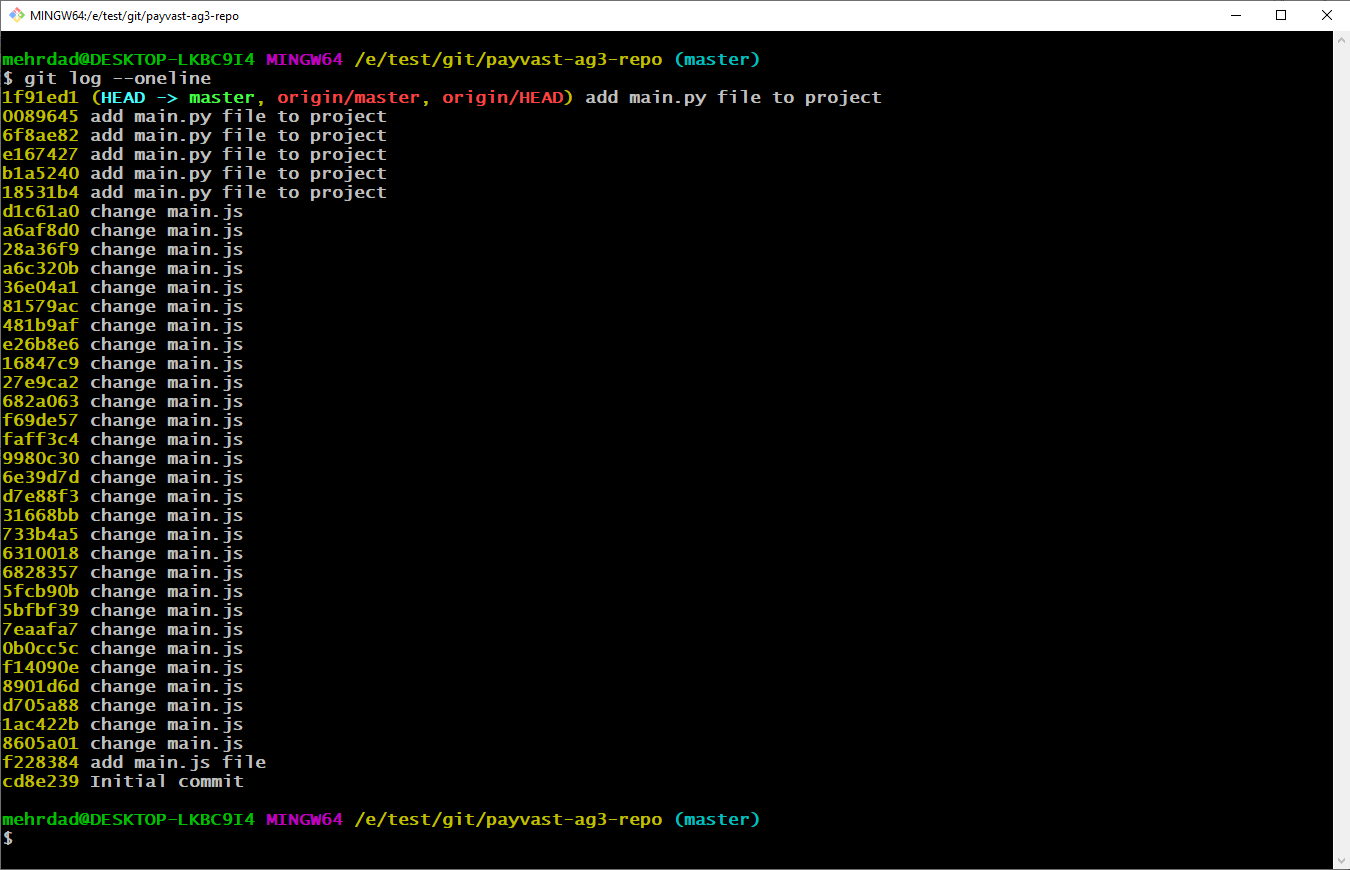 MINGW64:/e/test/git/payvast-ag3-repo
mehrdad@DESKTOP-LKBC9I4 MINGW64 /e/test/git/payvast-ag3-repo (master)
$ git log --oneline
1f91ed1 (HEAD -> master, origin/master, origin/HEAD) add main.py file to project
0089645 add main.py file to project
6f8ae82 add main.py file to project
e167427 add main.py file to project
b1a5240 add main.py file to project
18531b4 add main.py file to project
d1c61a0 change main.js
a6af8d0 change main.js
28a36f9 change main.js
a6c320b change main.js
36e04a1 change main.js
81579ac change main.js
481b9af change main.js
e26b8e6 change main.js
16847c9 change main.js
27e9ca2 change main.js
682a063 change main.js
f69de57 change main.js
faff3c4 change main.js
9980c30 change main.js
6e39d7d change main.js
d7e88f3 change main.js
31668bb change main.js
733b4a5 change main.js
6310018 change main.js
6828357 change main.js
5fcb90b change main.js
5bfbf39 change main.js
7eaafa7 change main.js
0b0cc5c change main.js
f14090e change main.js
8901d6d change main.js
d705a88 change main.js
1ac422b change main.js
8605a01 change main.js
f228384 add main.js file
cd8e239 Initial commit
mehrdad@DESKTOP-LKBC9I4 MINGW64 /e/test/git/payvast-ag3-repo (master)
$